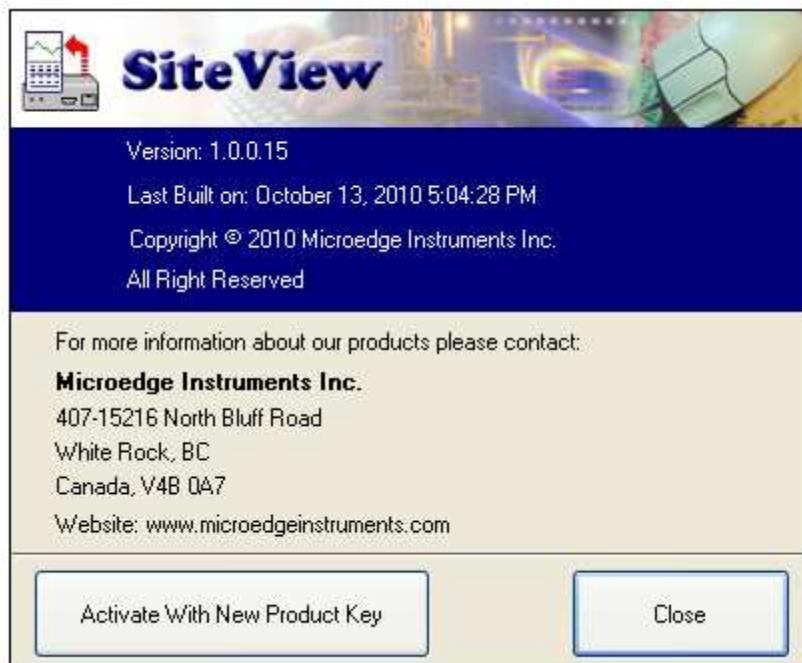 SiteView
Version: 1.0.0.15
Last Built on: October 13, 2010 5:04:28 PM
Copyright © 2010 Microedge Instruments Inc.
All Right Reserved
For more information about our products please contact:
Microedge Instruments Inc.
407-15216 North Bluff Road
White Rock, BC
Canada, V4B 0A7
Website: www.microedgeinstruments.com
Activate With New Product Key
Close